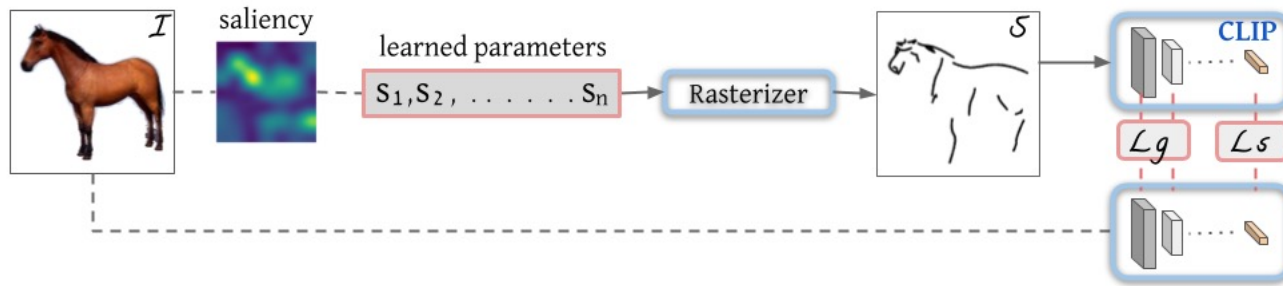 I
saliency
learned parameters
S1,S2, . . . . . . Sn
Rasterizer
S
CLIP
Lg
Ls